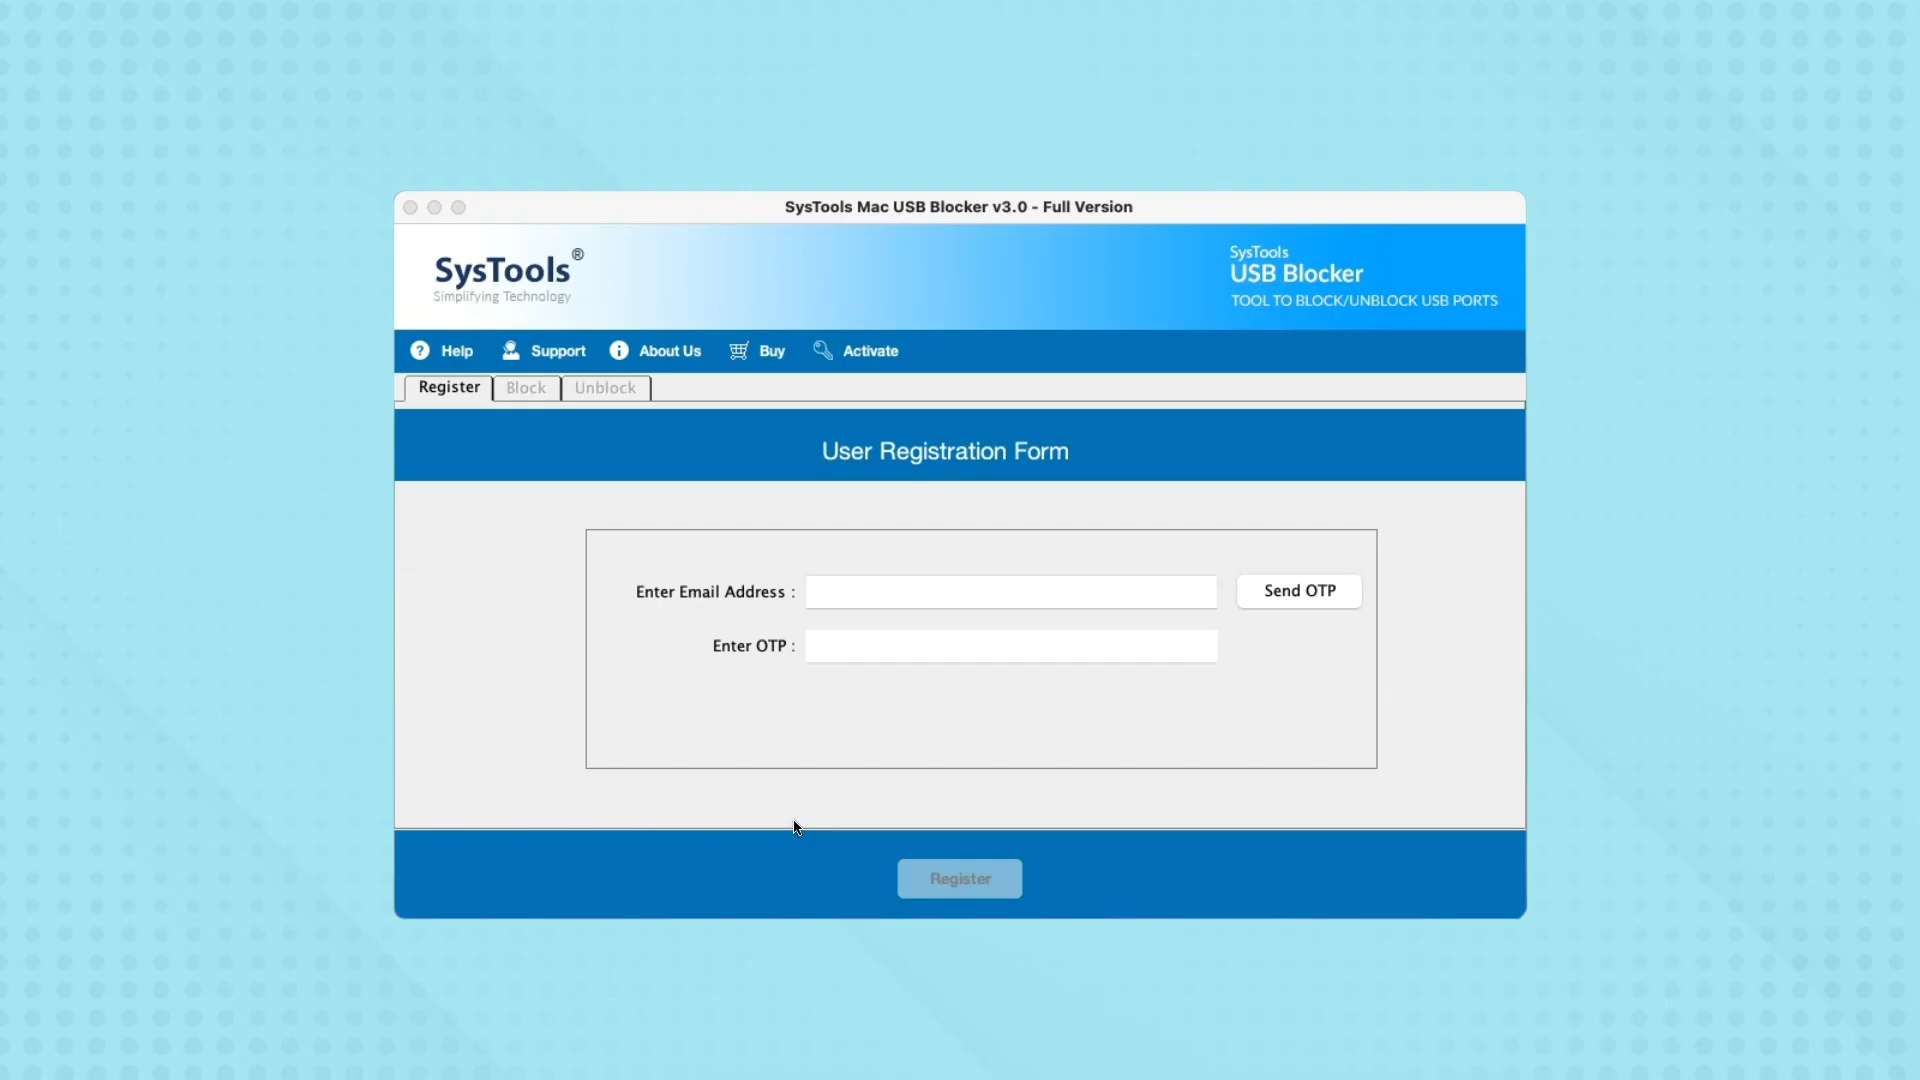 SysTools Mac USB Blocker v3.0 - Full Version
SysTools®
Simplifying Technology
SysTools
USB Blocker
TOOL TO BLOCK/UNBLOCK USB PORTS
? Help Support i About Us Buy Activate
Register Block Unblock
User Registration Form
Enter Email Address : Send OTP
Enter OTP :
Register